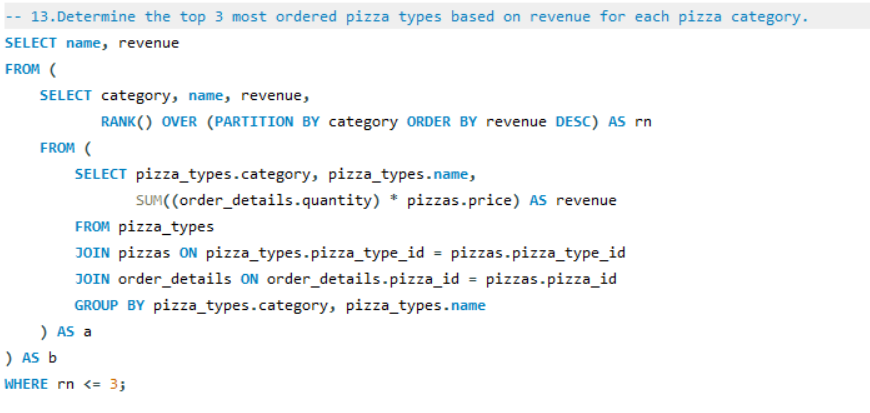 -- 13.Determine the top 3 most ordered pizza types based on revenue for each pizza category.
SELECT name, revenue
FROM (
    SELECT category, name, revenue,
           RANK() OVER (PARTITION BY category ORDER BY revenue DESC) AS rn
    FROM (
        SELECT pizza_types.category, pizza_types.name,
               SUM((order_details.quantity) * pizzas.price) AS revenue
        FROM pizza_types
        JOIN pizzas ON pizza_types.pizza_type_id = pizzas.pizza_type_id
        JOIN order_details ON order_details.pizza_id = pizzas.pizza_id
        GROUP BY pizza_types.category, pizza_types.name
    ) AS a
) AS b
WHERE rn <= 3;